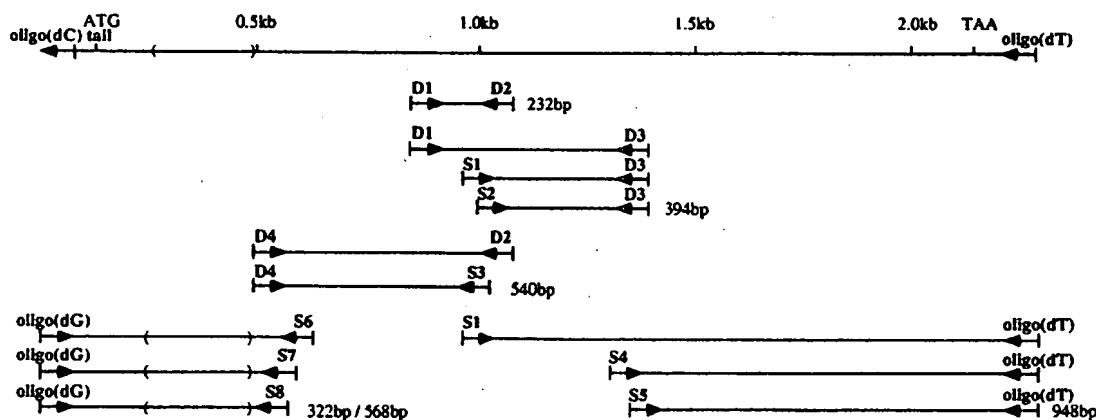 ATG 0.5kb 1.0kb 1.5kb 2.0kb TAA
oligo(dC) tail oligo(dT)
D1 D2 232bp
D1 D3
S1 D3
S2 D3 394bp
D4 D2
D4 S3 540bp
oligo(dG) S6 S1 oligo(dT)
oligo(dG) S7 S4 oligo(dT)
oligo(dG) S8 322bp / 568bp S5 oligo(dT) 948bp